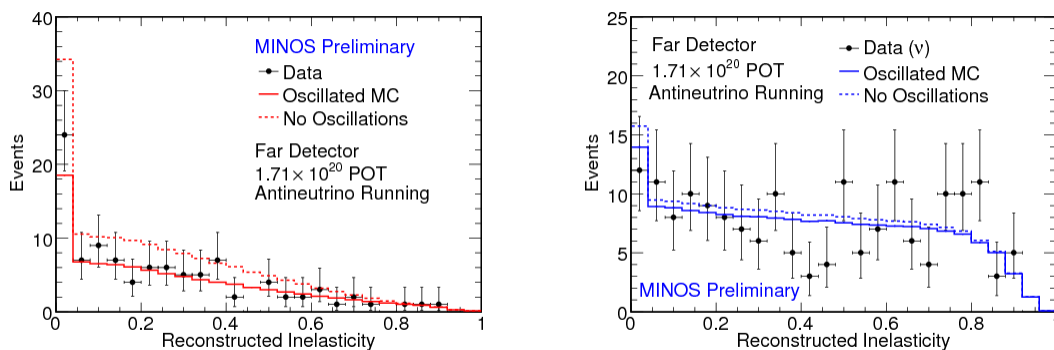 40
30
20
10
0
Events
MINOS Preliminary
Data
Oscillated MC
No Oscillations
Far Detector
1.71× 10²⁰ POT
Antineutrino Running
0 0.2 0.4 0.6 0.8 1
Reconstructed Inelasticity
25
20
15
10
5
0
Events
Far Detector
1.71× 10²⁰ POT
Antineutrino Running
Data (ν)
Oscillated MC
No Oscillations
MINOS Preliminary
0 0.2 0.4 0.6 0.8
Reconstructed Inelasticity